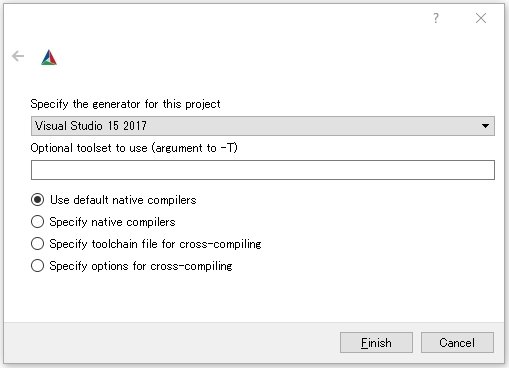 ?
Specify the generator for this project
Visual Studio 15 2017
Optional toolset to use (argument to -T)
Use default native compilers
Specify native compilers
Specify toolchain file for cross-compiling
Specify options for cross-compiling
Finish
Cancel